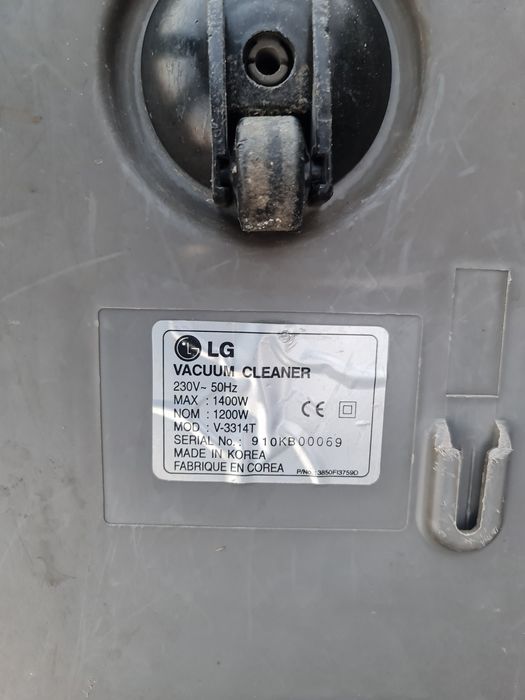 LG
VACUUM CLEANER
230V~ 50Hz
MAX : 1400W
NOM : 1200W
MOD : V-3314T
CE
SERIAL No. : 910KB00069
MADE IN KOREA
FABRIQUE EN COREA
P/No. : 3850FI3759D